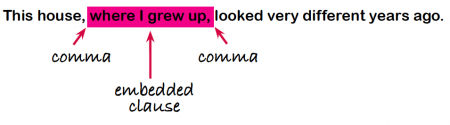 This house, where I grew up, looked very different years ago.
comma comma
embedded
clause